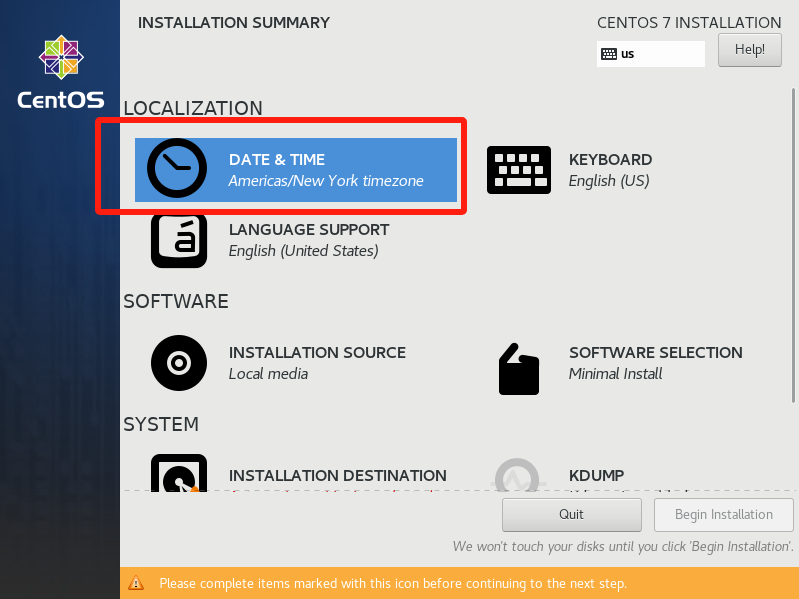 INSTALLATION SUMMARY
CENTOS 7 INSTALLATION
us
Help!
CentOS
LOCALIZATION
DATE & TIME
Americas/New York timezone
KEYBOARD
English (US)
á
LANGUAGE SUPPORT
English (United States)
SOFTWARE
INSTALLATION SOURCE
Local media
SOFTWARE SELECTION
Minimal Install
SYSTEM
INSTALLATION DESTINATION
KDUMP
Quit
Begin Installation
We won't touch your disks until you click 'Begin Installation'.
Please complete items marked with this icon before continuing to the next step.